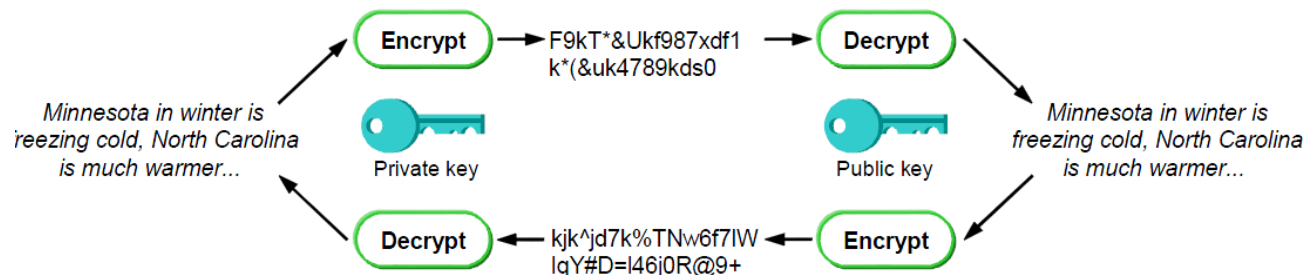 Encrypt
F9kT*&Ukf987xdf1
k*(&uk4789kds0
Decrypt
Minnesota in winter is
freezing cold, North Carolina
is much warmer...
Private key
Public key
Minnesota in winter is
freezing cold, North Carolina
is much warmer...
Decrypt
kjk^jd7k%TNw6f7lW
Encrypt